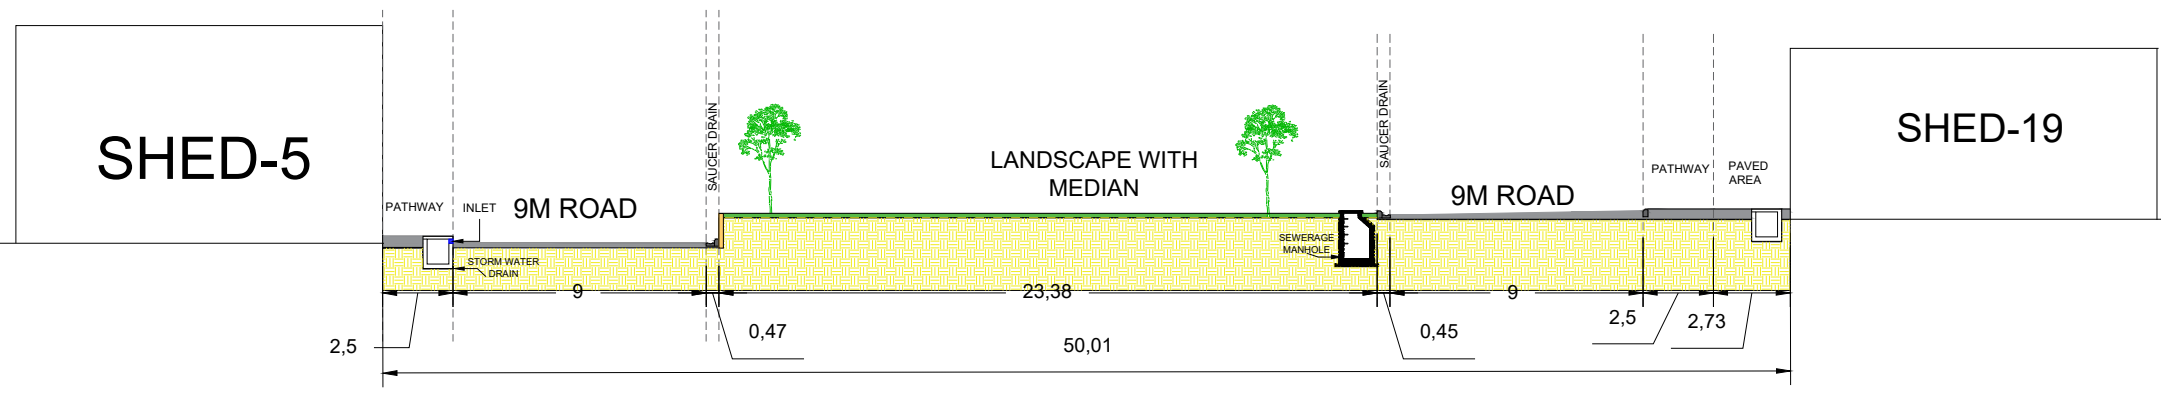 SHED-5
PATHWAY
INLET
9M ROAD
STORM WATER
DRAIN
SAUCER DRAIN
LANDSCAPE WITH
MEDIAN
SEWERAGE
MANHOLE
SAUCER DRAIN
9M ROAD
PATHWAY
PAVED
AREA
SHED-19
2,5
9
0,47
23,38
0,45
9
2,5
2,73
50,01